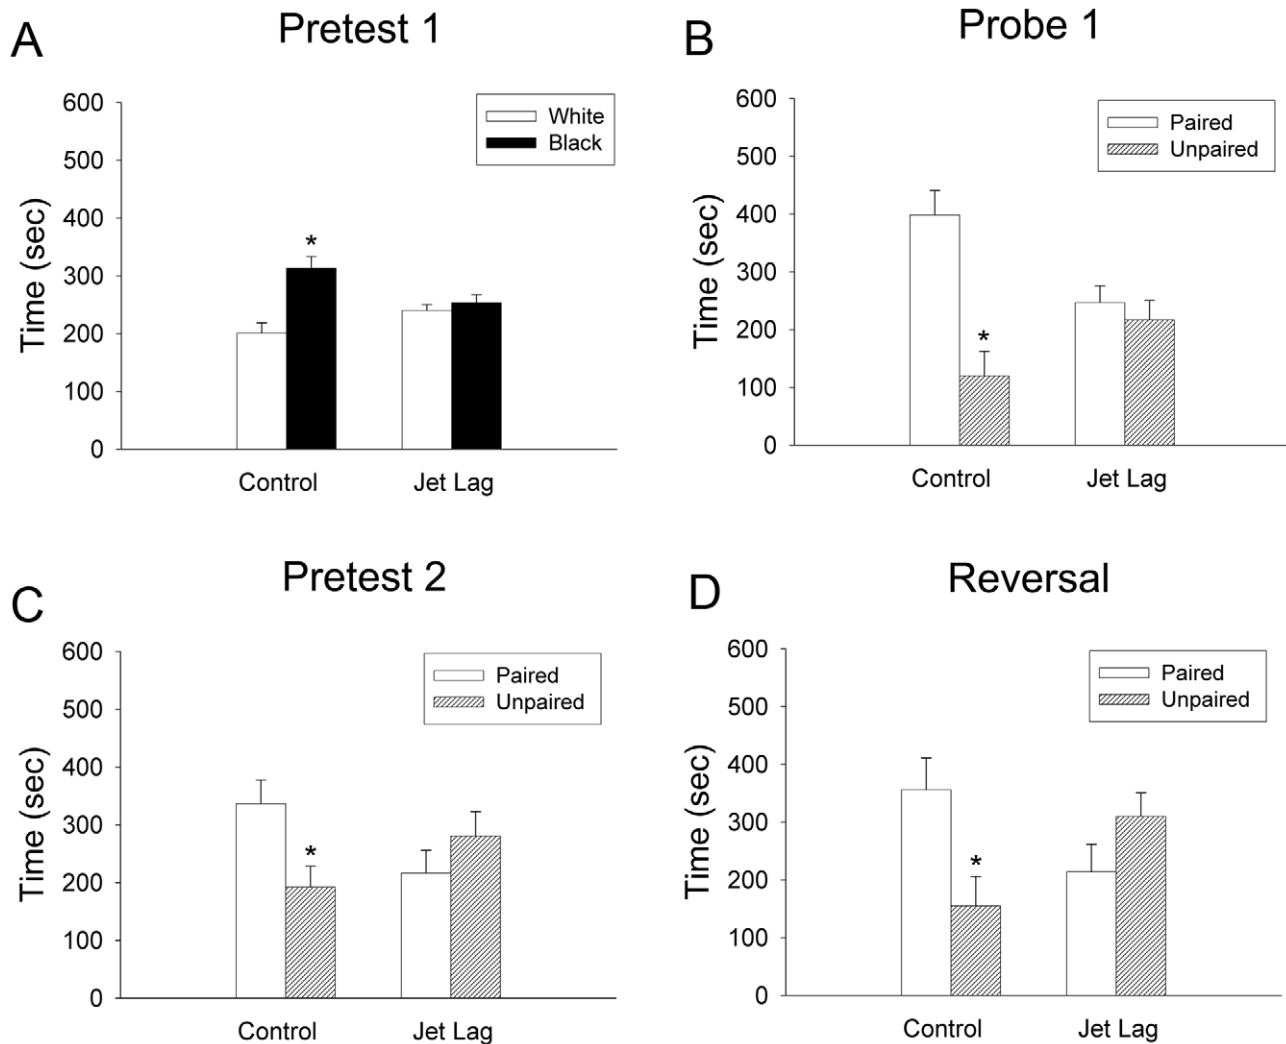 A
Pretest 1
White
Black
600
500
400
300
200
100
0
Time (sec)
*
Control
Jet Lag
B
Probe 1
Paired
Unpaired
600
500
400
300
200
100
0
Time (sec)
*
Control
Jet Lag
C
Pretest 2
Paired
Unpaired
600
500
400
300
200
100
0
Time (sec)
*
Control
Jet Lag
D
Reversal
Paired
Unpaired
600
500
400
300
200
100
0
Time (sec)
*
Control
Jet Lag